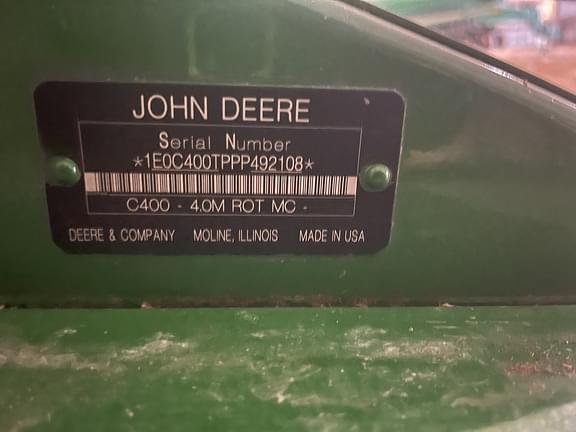 JOHN DEERE
Serial Number
*1E0C400TPPP492108*
C400 - 4.0M ROT MC -
DEERE & COMPANY MOLINE, ILLINOIS MADE IN USA